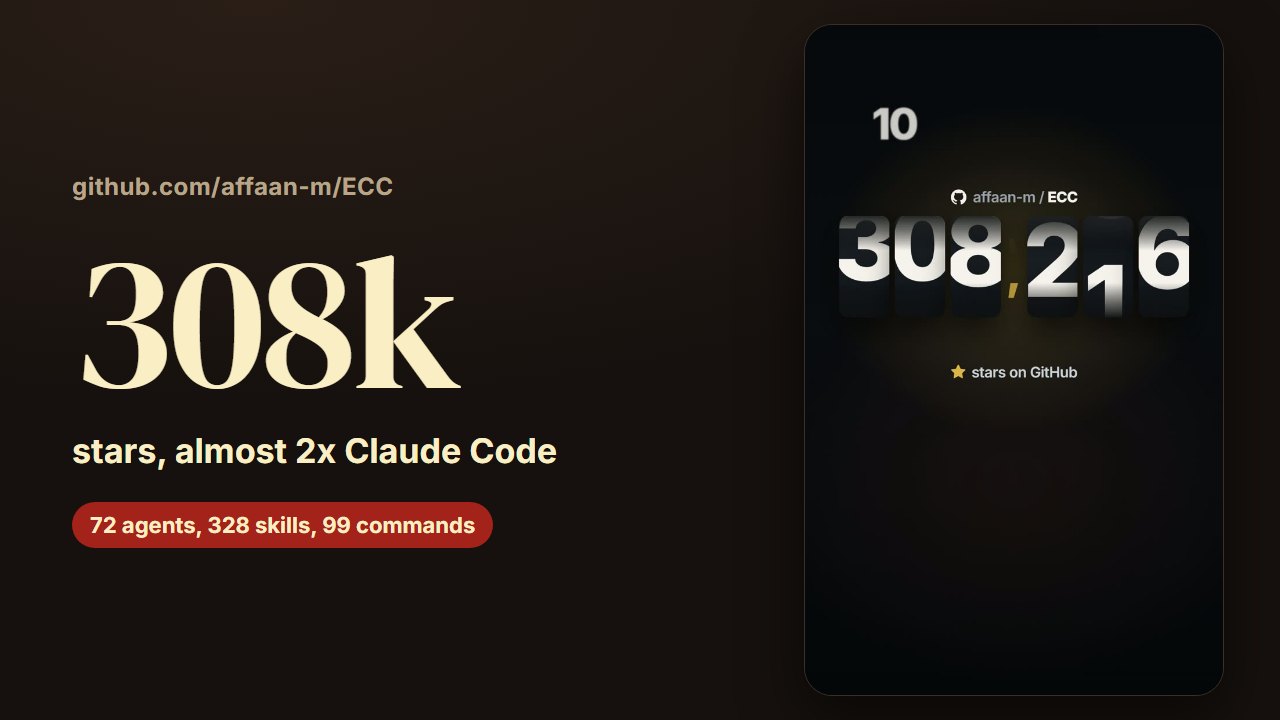 github.com/affaan-m/ECC
308k
stars, almost 2x Claude Code
72 agents, 328 skills, 99 commands
10
affaan-m / ECC
308,216
stars on GitHub